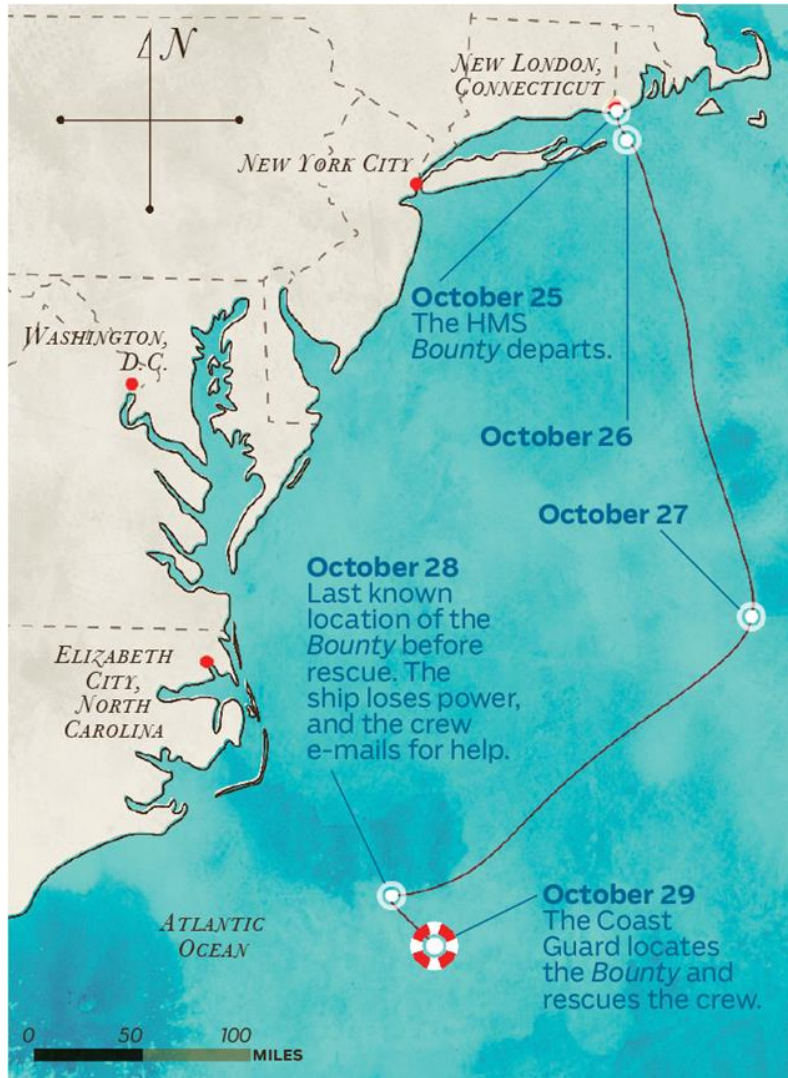 N
NEW LONDON,
CONNECTICUT
NEW YORK CITY
October 25
The HMS
Bounty departs.
WASHINGTON,
D.C.
October 26
October 27
October 28
Last known
location of the
Bounty before
rescue. The
ship loses power,
and the crew
e-mails for help.
ELIZABETH
CITY,
NORTH
CAROLINA
October 29
The Coast
Guard locates
the Bounty and
rescues the crew.
ATLANTIC
OCEAN
0 50 100
MILES